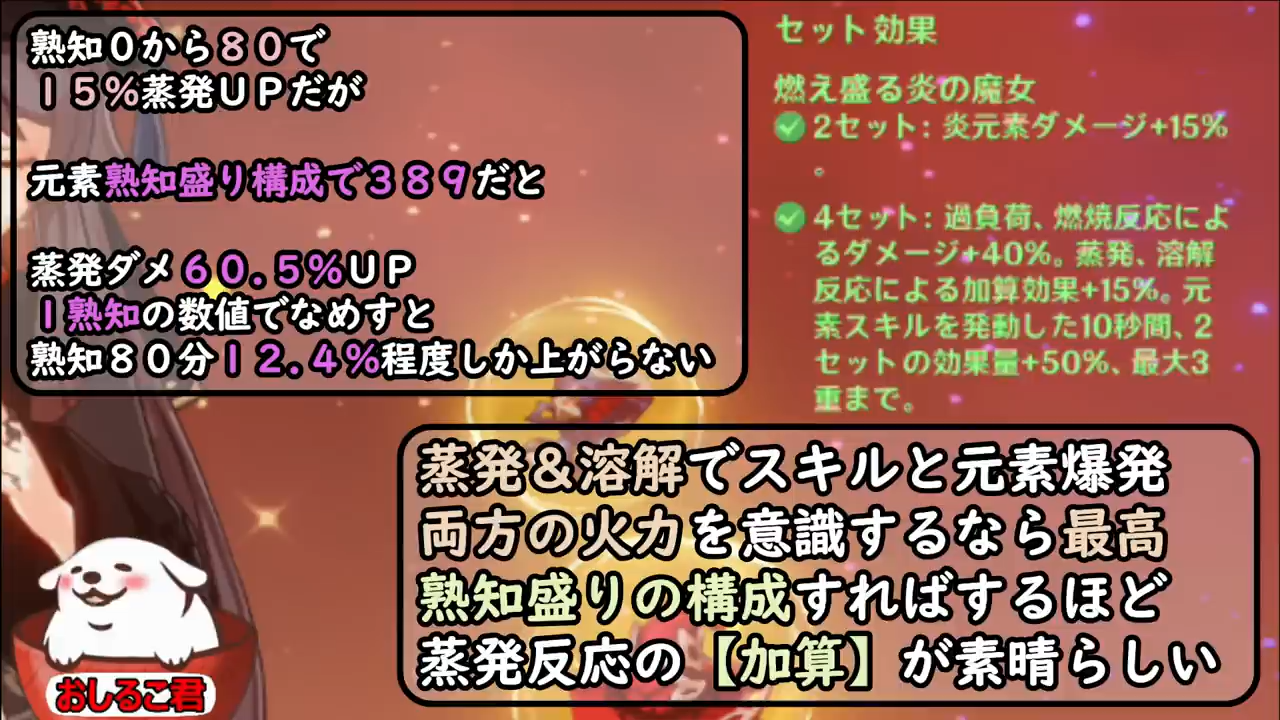 熟知０から８０で
１５%蒸発ＵＰだが
元素熟知盛り構成で３８９だと
蒸発ダメ６０.５%ＵＰ
１熟知の数値でなめすと
熟知８０分１２.４%程度しか上がらない
セット効果
燃え盛る炎の魔女
2セット: 炎元素ダメージ+15%
。
4セット: 過負荷、燃焼反応によ
るダメージ+40%。蒸発、溶解
反応による加算効果+15%。元
素スキルを発動した10秒間、2
セットの効果量+50%、最大3
重まで。
蒸発＆溶解でスキルと元素爆発
両方の火力を意識するなら最高
熟知盛りの構成すればするほど
蒸発反応の【加算】が素晴らしい
おしるこ君